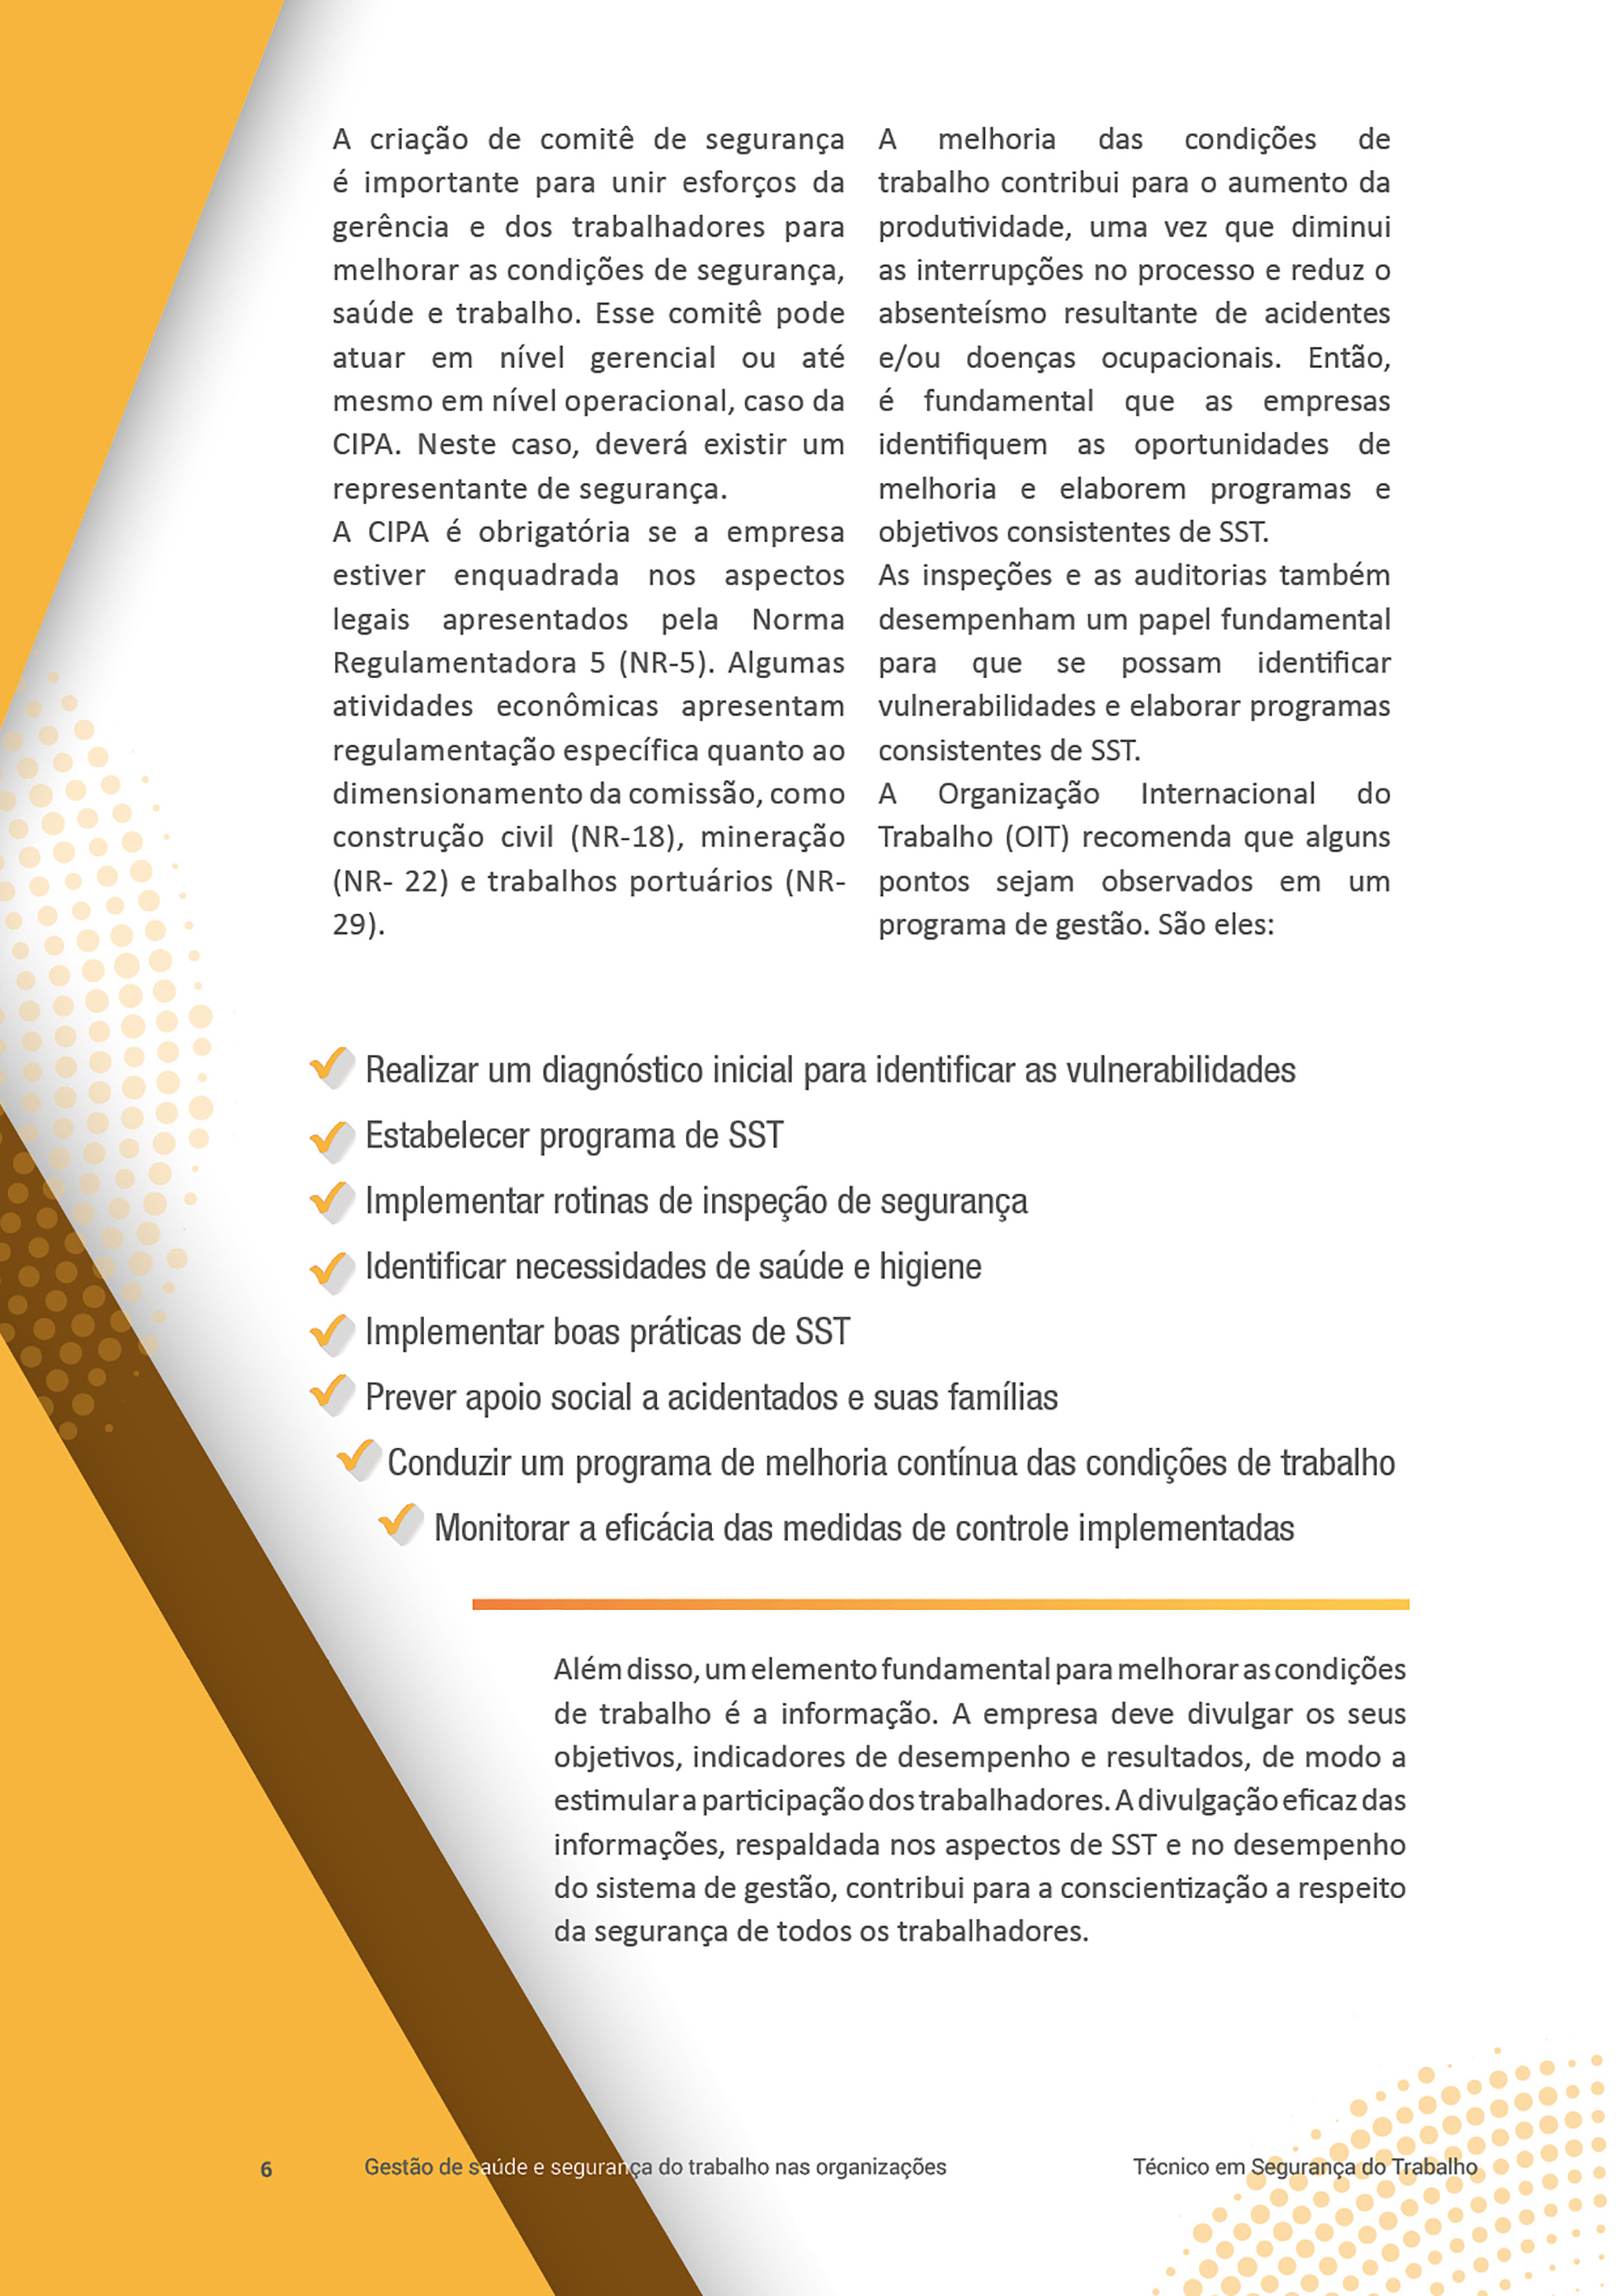 A criação de comitê de segurança
é importante para unir esforços da
gerência e dos trabalhadores para
melhorar as condições de segurança,
saúde e trabalho. Esse comitê pode
atuar em nível gerencial ou até
mesmo em nível operacional, caso da
CIPA. Neste caso, deverá existir um
representante de segurança.
A CIPA é obrigatória se a empresa
estiver enquadrada nos aspectos
legais apresentados pela Norma
Regulamentadora 5 (NR-5). Algumas
atividades econômicas apresentam
regulamentação específica quanto ao
dimensionamento da comissão, como
construção civil (NR-18), mineração
(NR- 22) e trabalhos portuários (NR-
29).
A melhoria das condições de
trabalho contribui para o aumento da
produtividade, uma vez que diminui
as interrupções no processo e reduz o
absenteísmo resultante de acidentes
e/ou doenças ocupacionais. Então,
é fundamental que as empresas
identifiquem as oportunidades de
melhoria e elaborem programas e
objetivos consistentes de SST.
As inspeções e as auditorias também
desempenham um papel fundamental
para que se possam identificar
vulnerabilidades e elaborar programas
consistentes de SST.
A Organização Internacional do
Trabalho (OIT) recomenda que alguns
pontos sejam observados em um
programa de gestão. São eles:
Realizar um diagnóstico inicial para identificar as vulnerabilidades
Estabelecer programa de SST
Implementar rotinas de inspeção de segurança
Identificar necessidades de saúde e higiene
Implementar boas práticas de SST
Prever apoio social a acidentados e suas famílias
Conduzir um programa de melhoria contínua das condições de trabalho
Monitorar a eficácia das medidas de controle implementadas
Além disso, um elemento fundamental para melhorar as condições
de trabalho é a informação. A empresa deve divulgar os seus
objetivos, indicadores de desempenho e resultados, de modo a
estimular a participação dos trabalhadores. A divulgação eficaz das
informações, respaldada nos aspectos de SST e no desempenho
do sistema de gestão, contribui para a conscientização a respeito
da segurança de todos os trabalhadores.
6 Gestão de saúde e segurança do trabalho nas organizações Técnico em Segurança do Trabalho